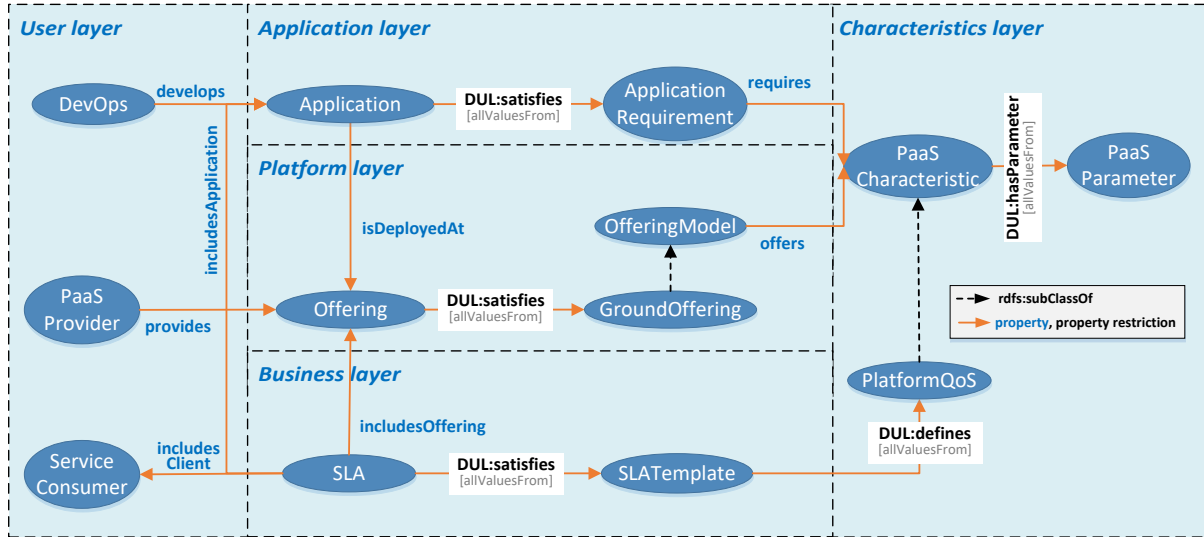 User layer
Application layer
Characteristics layer
DevOps
develops
Application
DUL:satisfies
[allValuesFrom]
Application
Requirement
requires
PaaS
Characteristic
DUL:hasParameter
[allValuesFrom]
PaaS
Parameter
includesApplication
Platform layer
isDeployedAt
OfferingModel
offers
PaaS
Provider
provides
Offering
DUL:satisfies
[allValuesFrom]
GroundOffering
rdfs:subClassOf
property, property restriction
Business layer
PlatformQoS
includesOffering
DUL:defines
[allValuesFrom]
Service
Consumer
includes
Client
SLA
DUL:satisfies
[allValuesFrom]
SLATemplate